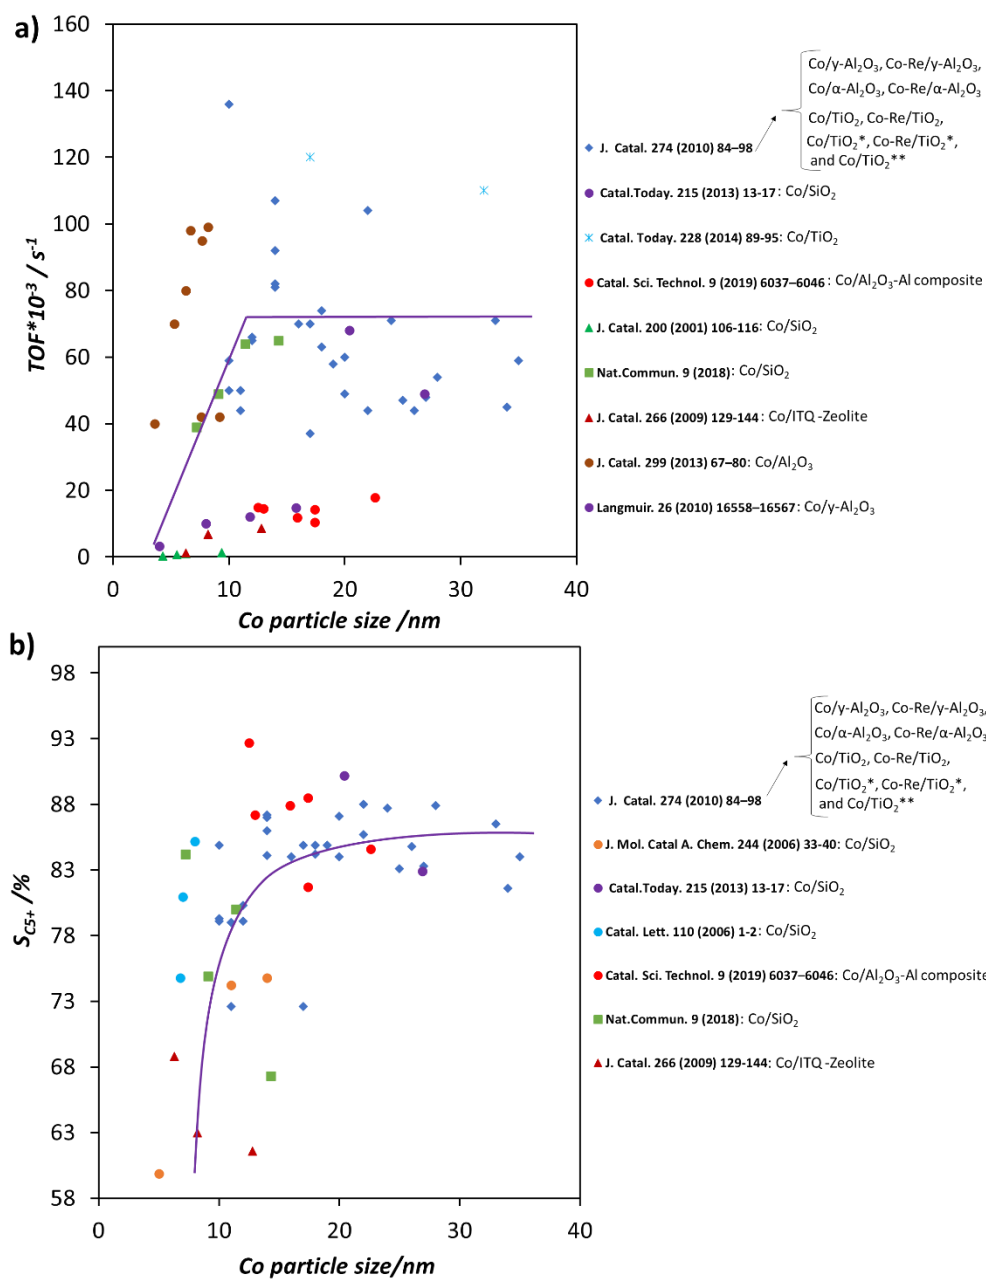 a)
160
140
120
100
80
60
40
20
0
TOF*10⁻³ / s⁻¹
0 10 20 30 40
Co particle size /nm
Co/y-Al₂O₃, Co-Re/y-Al₂O₃,
Co/α-Al₂O₃, Co-Re/α-Al₂O₃
Co/TiO₂, Co-Re/TiO₂,
Co/TiO₂*, Co-Re/TiO₂*,
and Co/TiO₂**
J. Catal. 274 (2010) 84–98
Catal.Today. 215 (2013) 13-17: Co/SiO₂
Catal. Today. 228 (2014) 89-95: Co/TiO₂
Catal. Sci. Technol. 9 (2019) 6037–6046: Co/Al₂O₃-Al composite
J. Catal. 200 (2001) 106-116: Co/SiO₂
Nat.Commun. 9 (2018): Co/SiO₂
J. Catal. 266 (2009) 129-144: Co/ITQ-Zeolite
J. Catal. 299 (2013) 67–80: Co/Al₂O₃
Langmuir. 26 (2010) 16558–16567: Co/y-Al₂O₃
b)
98
93
88
83
78
73
68
63
58
S_C5+ /%
0 10 20 30 40
Co particle size/nm
Co/y-Al₂O₃, Co-Re/y-Al₂O₃,
Co/α-Al₂O₃, Co-Re/α-Al₂O₃
Co/TiO₂, Co-Re/TiO₂,
Co/TiO₂*, Co-Re/TiO₂*,
and Co/TiO₂**
J. Catal. 274 (2010) 84–98
J. Mol. Catal A. Chem. 244 (2006) 33-40: Co/SiO₂
Catal.Today. 215 (2013) 13-17: Co/SiO₂
Catal. Lett. 110 (2006) 1-2: Co/SiO₂
Catal. Sci. Technol. 9 (2019) 6037–6046: Co/Al₂O₃-Al composite
Nat.Commun. 9 (2018): Co/SiO₂
J. Catal. 266 (2009) 129-144: Co/ITQ-Zeolite